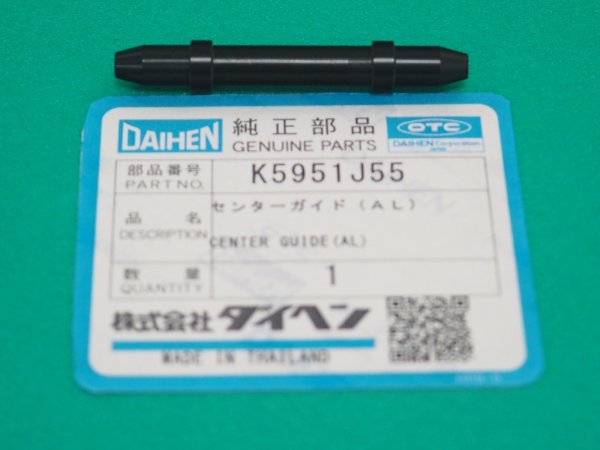 DAIHEN 純正部品 OTC
GENUINE PARTS DAIHEN Corporation
JAPAN
部品番号 K5951J55
PART NO.
品名 センターガイド(AL)
DESCRIPTION CENTER GUIDE(AL)
数量 1
QUANTITY
株式会社 ダイヘン
MADE IN THAILAND